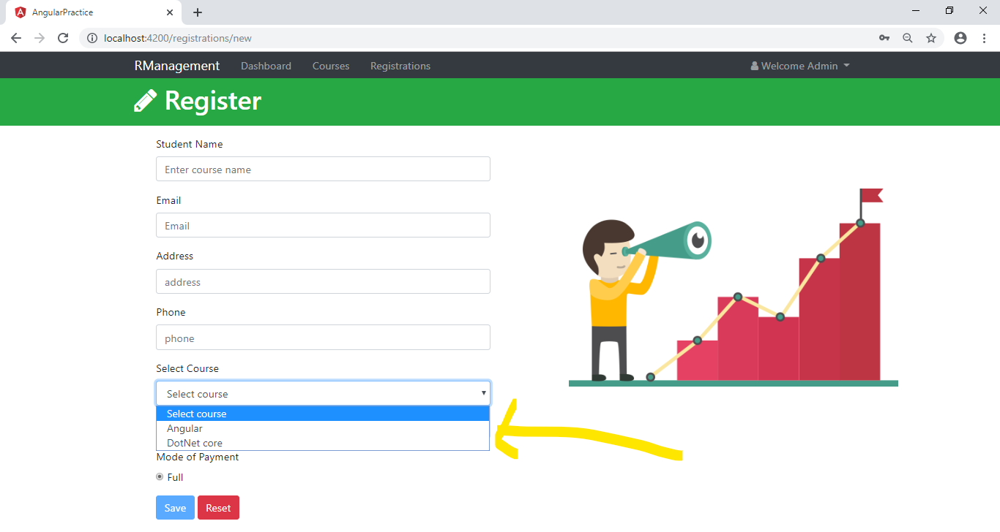 AngularPractice
localhost:4200/registrations/new
RManagement Dashboard Courses Registrations Welcome Admin
Register
Student Name
Enter course name
Email
Email
Address
address
Phone
phone
Select Course
Select course
Select course
Angular
DotNet core
Mode of Payment
Full
Save Reset